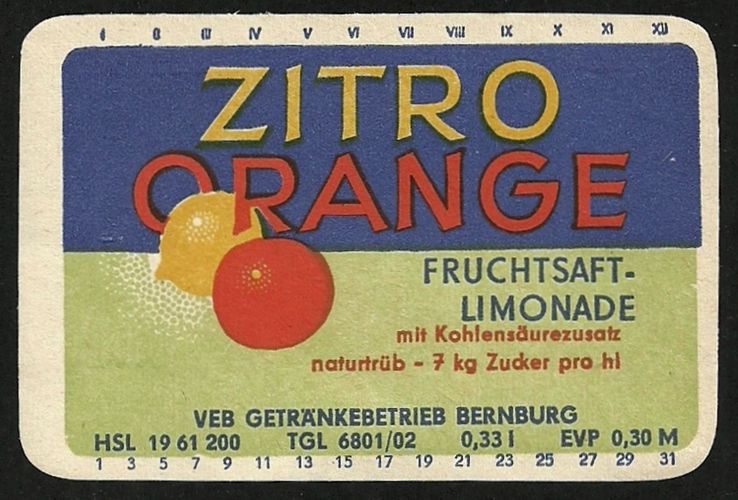 I II III IV V VI VII VIII IX X XI XII
ZITRO
ORANGE
FRUCHTSAFT-
LIMONADE
mit Kohlensäurezusatz
naturtrüb - 7 kg Zucker pro hl
VEB GETRÄNKEBETRIEB BERNBURG
HSL 19 61 200 TGL 6801/02 0,33 l EVP 0,30 M
1 3 5 7 9 11 13 15 17 19 21 23 25 27 29 31